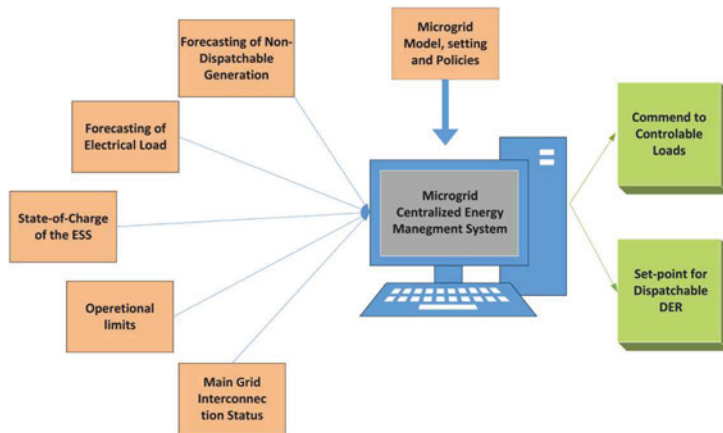 Forecasting of Non-
Dispatchable
Generation
Microgrid
Model, setting
and Policies
Forecasting of
Electrical Load
Commend to
Controlable
Loads
State-of-Charge
of the ESS
Microgrid
Centralized Energy
Manegment System
Operetional
limits
Set-point for
Dispatchable
DER
Main Grid
Interconnec
tion Status